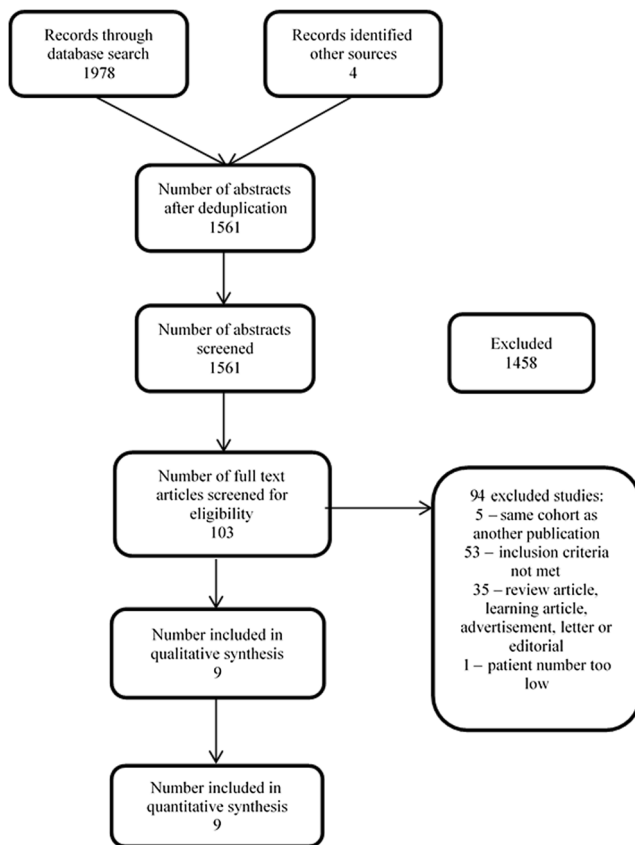 Records through
database search
1978
Records identified
other sources
4
Number of abstracts
after deduplication
1561
Number of abstracts
screened
1561
Excluded
1458
Number of full text
articles screened for
eligibility
103
94 excluded studies:
5 – same cohort as
another publication
53 – inclusion criteria
not met
35 – review article,
learning article,
advertisement, letter or
editorial
1 – patient number too
low
Number included in
qualitative synthesis
9
Number included in
quantitative synthesis
9